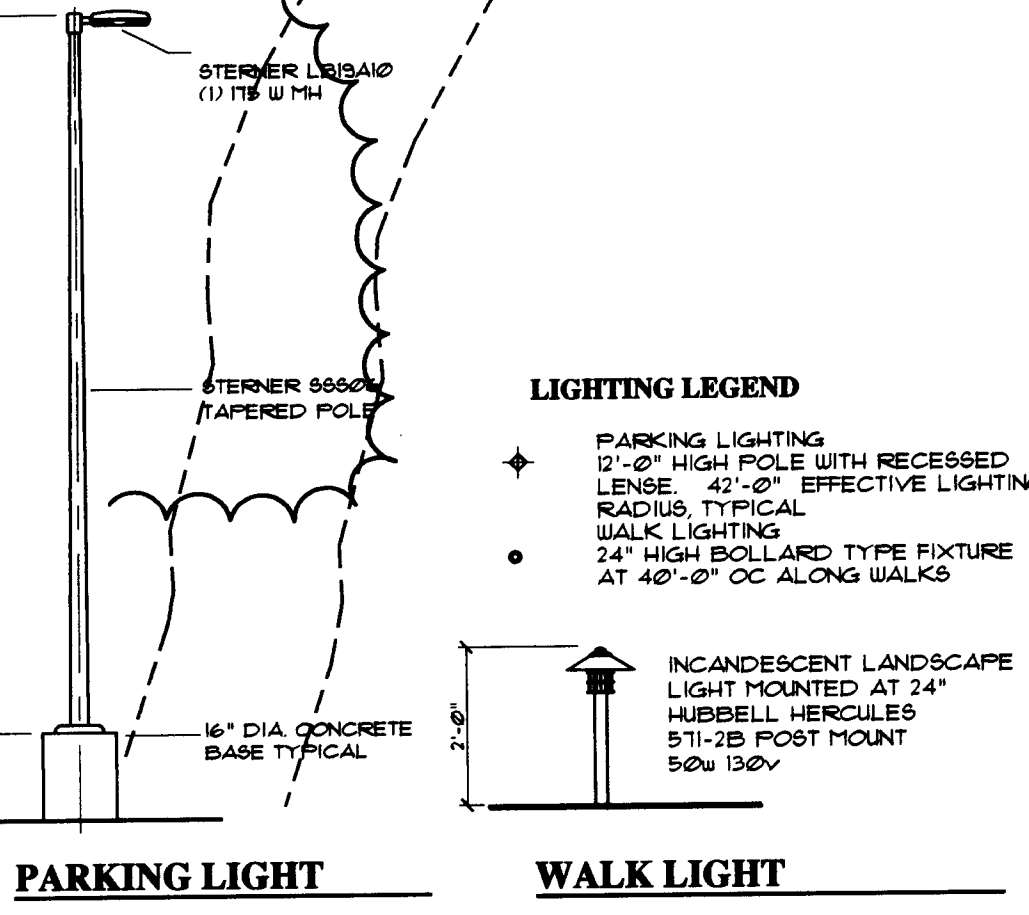 STERNER LB19A10
(1) 175 W MH
STERNER SSS0
TAPERED POLE
16" DIA. CONCRETE
BASE TYPICAL
PARKING LIGHT
LIGHTING LEGEND
PARKING LIGHTING
12'-0" HIGH POLE WITH RECESSED
LENSE. 42'-0" EFFECTIVE LIGHTIN
RADIUS, TYPICAL
WALK LIGHTING
24" HIGH BOLLARD TYPE FIXTURE
AT 40'-0" OC ALONG WALKS
2'-0"
INCANDESCENT LANDSCAPE
LIGHT MOUNTED AT 24"
HUBBELL HERCULES
571-2B POST MOUNT
50w 130v
WALK LIGHT